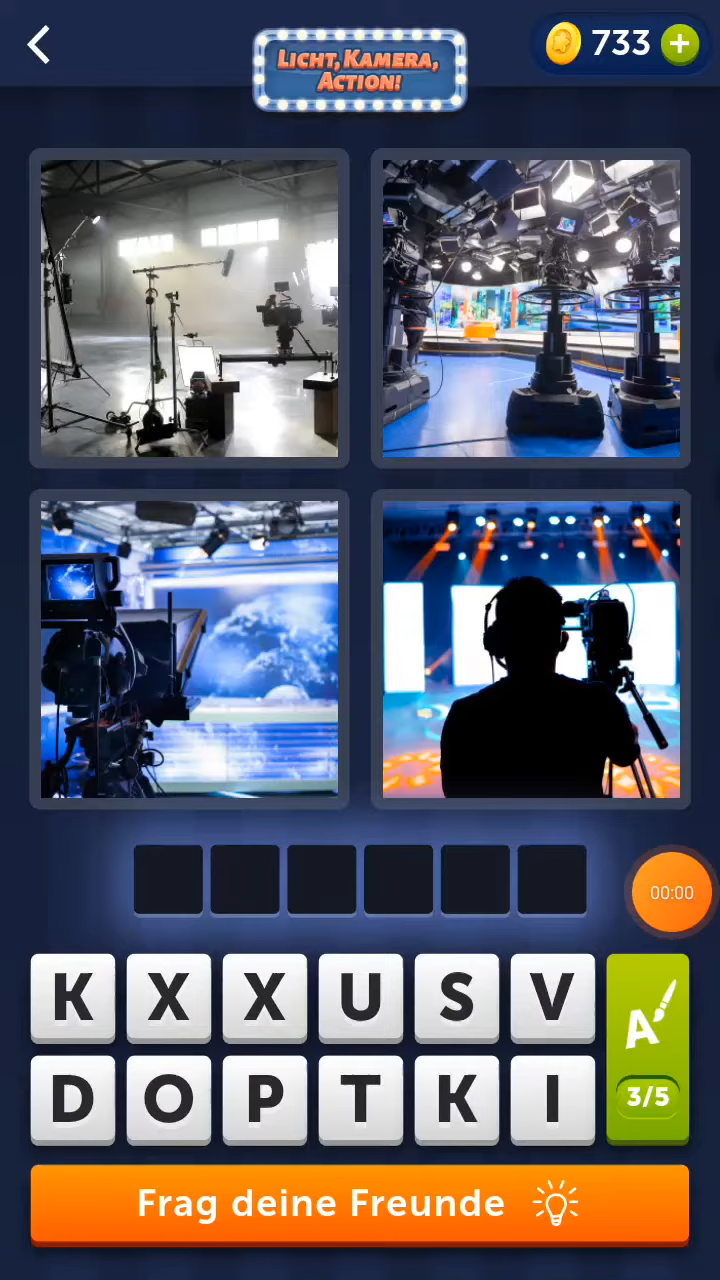 733
LICHT, KAMERA,
ACTION!
00:00
K X X U S V
A
D O P T K I
3/5
Frag deine Freunde